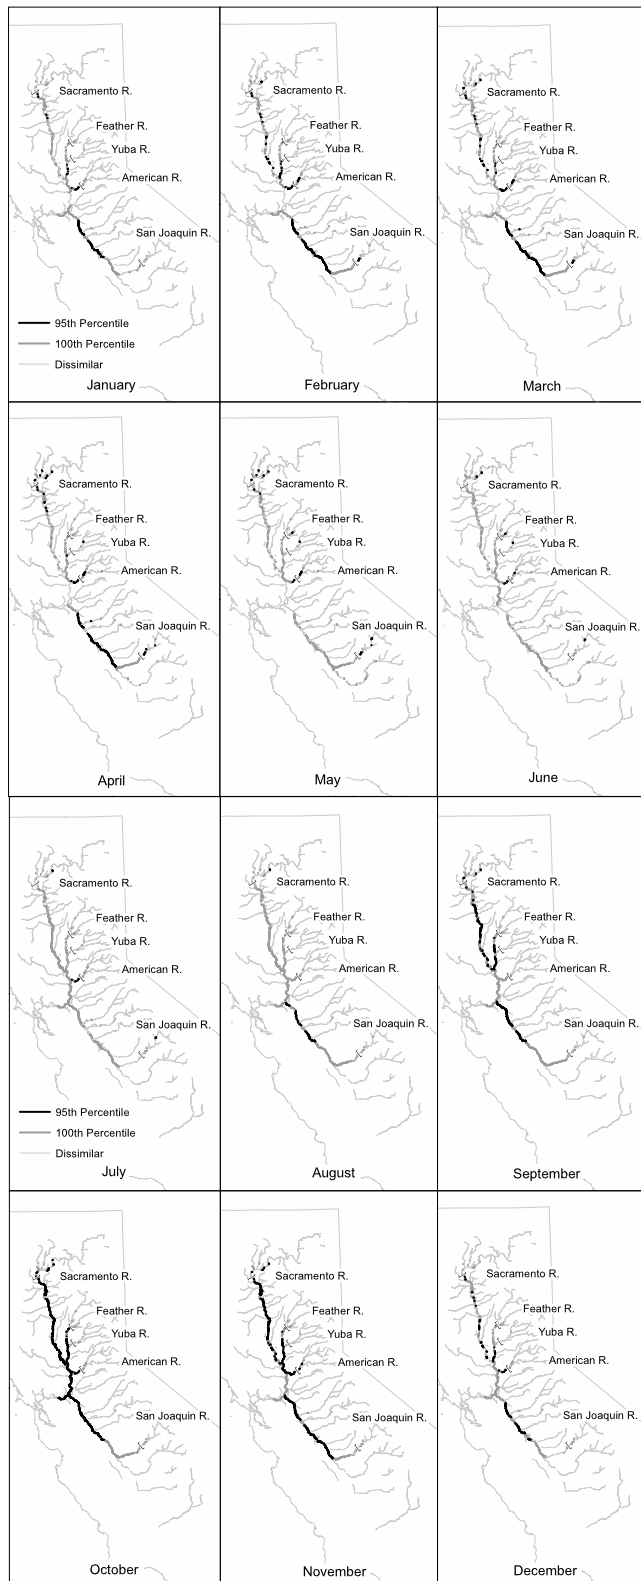 Sacramento R.
Feather R.
Yuba R.
American R.
San Joaquin R.
95th Percentile
100th Percentile
Dissimilar
January
Sacramento R.
Feather R.
Yuba R.
American R.
San Joaquin R.
February
Sacramento R.
Feather R.
Yuba R.
American R.
San Joaquin R.
March
Sacramento R.
Feather R.
Yuba R.
American R.
San Joaquin R.
April
Sacramento R.
Feather R.
Yuba R.
American R.
San Joaquin R.
May
Sacramento R.
Feather R.
Yuba R.
American R.
San Joaquin R.
June
Sacramento R.
Feather R.
Yuba R.
American R.
San Joaquin R.
95th Percentile
100th Percentile
Dissimilar
July
Sacramento R.
Feather R.
Yuba R.
American R.
San Joaquin R.
August
Sacramento R.
Feather R.
Yuba R.
American R.
San Joaquin R.
September
Sacramento R.
Feather R.
Yuba R.
American R.
San Joaquin R.
October
Sacramento R.
Feather R.
Yuba R.
American R.
San Joaquin R.
November
Sacramento R.
Feather R.
Yuba R.
American R.
San Joaquin R.
December